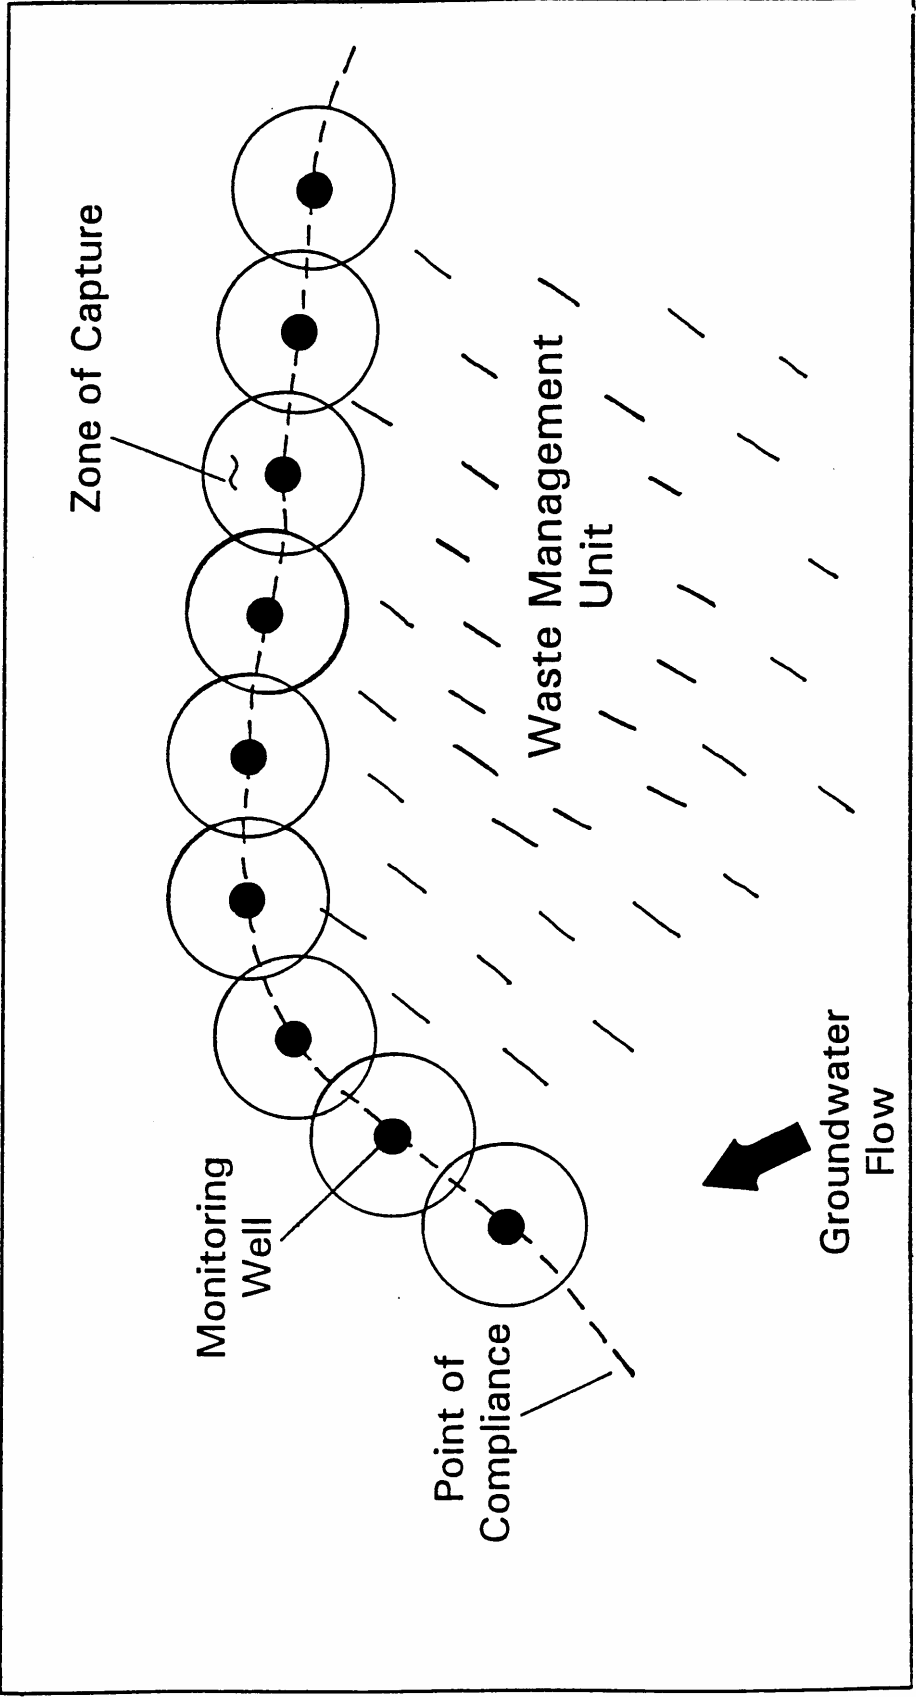 Zone of Capture
Monitoring
Well
Point of
Compliance
Waste Management
Unit
Groundwater
Flow